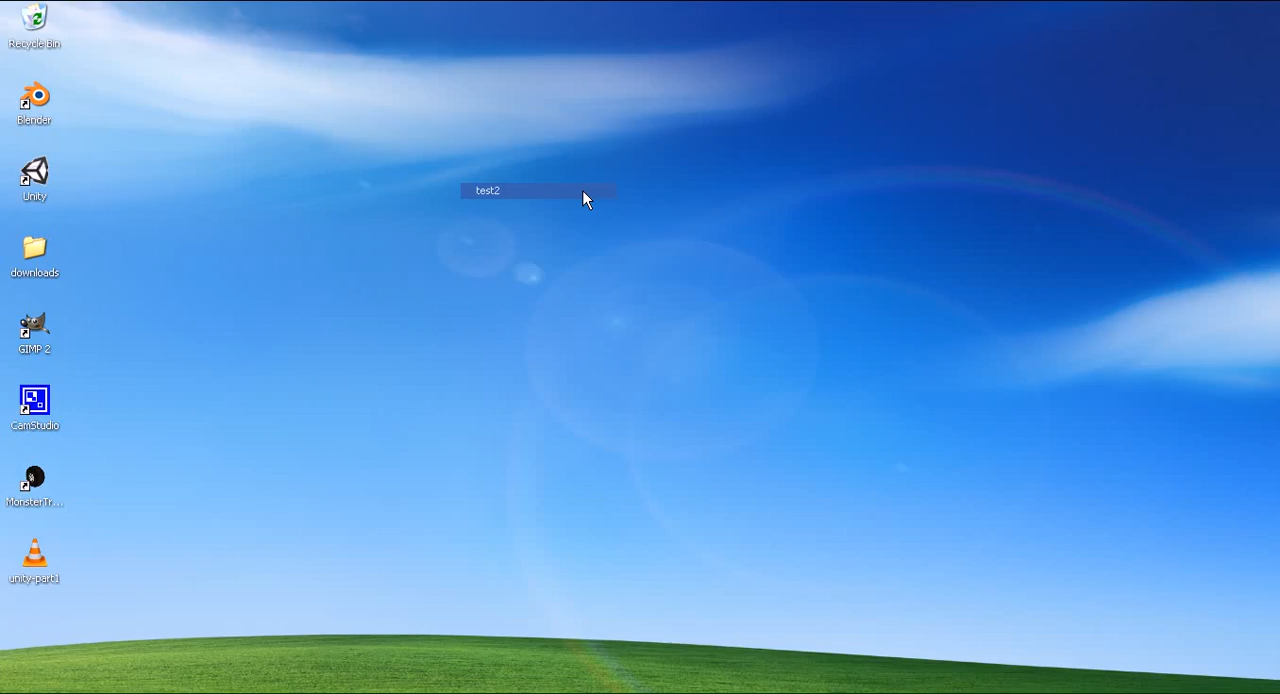 Recycle Bin
Blender
test2
Unity
downloads
GIMP 2
CamStudio
MonsterTr...
unity-part1